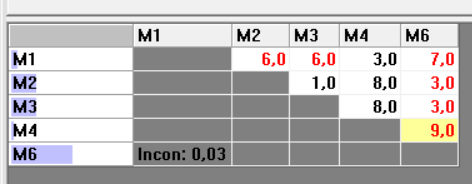 M1 M2 M3 M4 M6
M1 6,0 6,0 3,0 7,0
M2 1,0 8,0 3,0
M3 8,0 3,0
M4 9,0
M6 Incon: 0,03